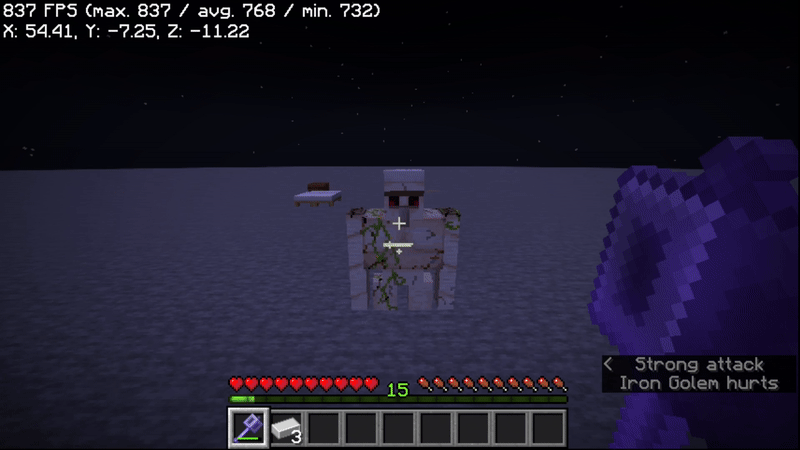 837 FPS (max. 837 / avg. 768 / min. 732)
X: 54.41, Y: -7.25, Z: -11.22
< Strong attack
Iron Golem hurts
15
3